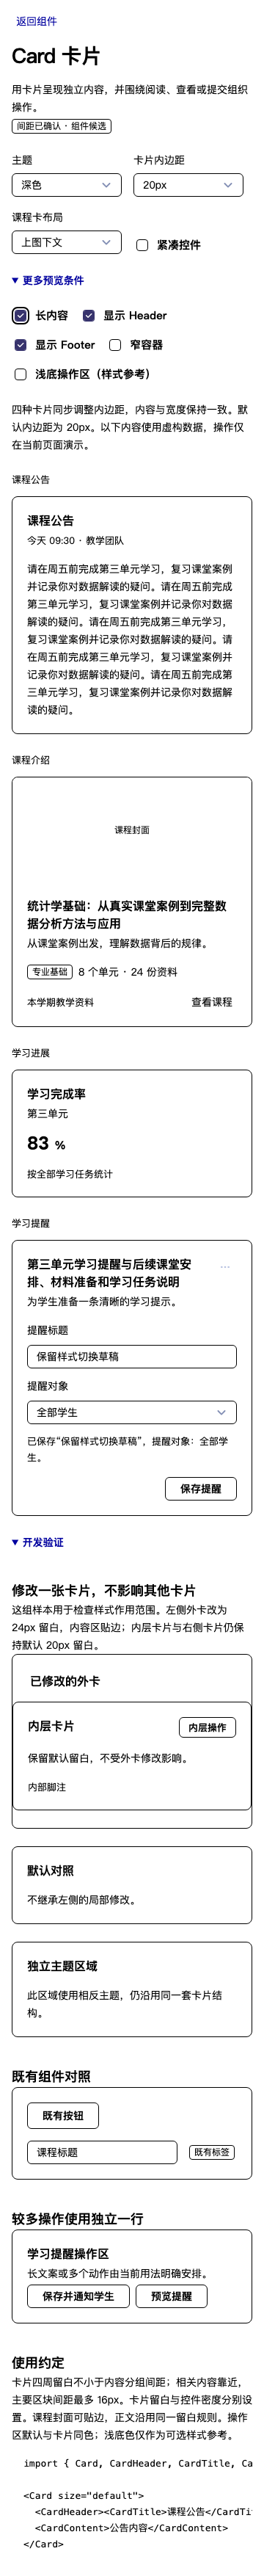 返回组件
Card 卡片
用卡片呈现独立内容，并围绕阅读、查看或提交组织
操作。
间距已确认 · 组件候选
主题
卡片内边距
深色
20px
课程卡布局
上图下文
紧凑控件
▼ 更多预览条件
长内容
显示 Header
显示 Footer
窄容器
浅底操作区（样式参考）
四种卡片同步调整内边距，内容与宽度保持一致。默
认内边距为 20px。以下内容使用虚构数据，操作仅
在当前页面演示。
课程公告
课程公告
今天 09:30 · 教学团队
请在周五前完成第三单元学习，复习课堂案例
并记录你对数据解读的疑问。请在周五前完成
第三单元学习，复习课堂案例并记录你对数据
解读的疑问。请在周五前完成第三单元学习，
复习课堂案例并记录你对数据解读的疑问。请
在周五前完成第三单元学习，复习课堂案例并
记录你对数据解读的疑问。请在周五前完成第
三单元学习，复习课堂案例并记录你对数据解
读的疑问。
课程介绍
课程封面
统计学基础：从真实课堂案例到完整数
据分析方法与应用
从课堂案例出发，理解数据背后的规律。
专业基础
8 个单元 · 24 份资料
本学期教学资料
查看课程
学习进展
学习完成率
第三单元
83 %
按全部学习任务统计
学习提醒
第三单元学习提醒与后续课堂安
排、材料准备和学习任务说明
···
为学生准备一条清晰的学习提示。
提醒标题
保留样式切换草稿
提醒对象
全部学生
已保存“保留样式切换草稿”，提醒对象：全部学
生。
保存提醒
▼ 开发验证
修改一张卡片，不影响其他卡片
这组样本用于检查样式作用范围。左侧外卡改为
24px 留白，内容区贴边；内层卡片与右侧卡片仍保
持默认 20px 留白。
已修改的外卡
内层卡片
内层操作
保留默认留白，不受外卡修改影响。
内部脚注
默认对照
不继承左侧的局部修改。
独立主题区域
此区域使用相反主题，仍沿用同一套卡片结
构。
既有组件对照
既有按钮
课程标题
既有标签
较多操作使用独立一行
学习提醒操作区
长文案或多个动作由当前用法明确安排。
保存并通知学生
预览提醒
使用约定
卡片四周留白不小于内容分组间距；相关内容靠近，
主要区块间距最多 16px。卡片留白与控件密度分别设
置。课程封面可贴边，正文沿用同一留白规则。操作
区默认与卡片同色；浅底色仅作为可选样式参考。
import { Card, CardHeader, CardTitle, Ca
<Card size="default">
<CardHeader><CardTitle>课程公告</CardTi
<CardContent>公告内容</CardContent>
</Card>